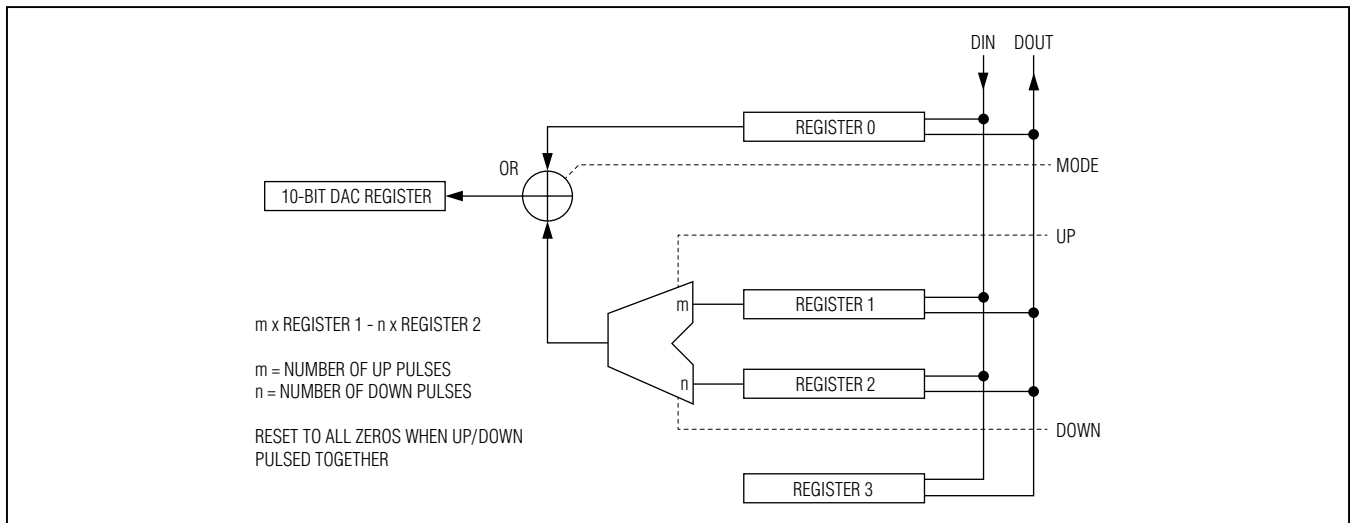 DIN DOUT
REGISTER 0
OR
MODE
10-BIT DAC REGISTER
UP
m
REGISTER 1
m x REGISTER 1 - n x REGISTER 2
m = NUMBER OF UP PULSES
n
REGISTER 2
n = NUMBER OF DOWN PULSES
DOWN
RESET TO ALL ZEROS WHEN UP/DOWN
PULSED TOGETHER
REGISTER 3